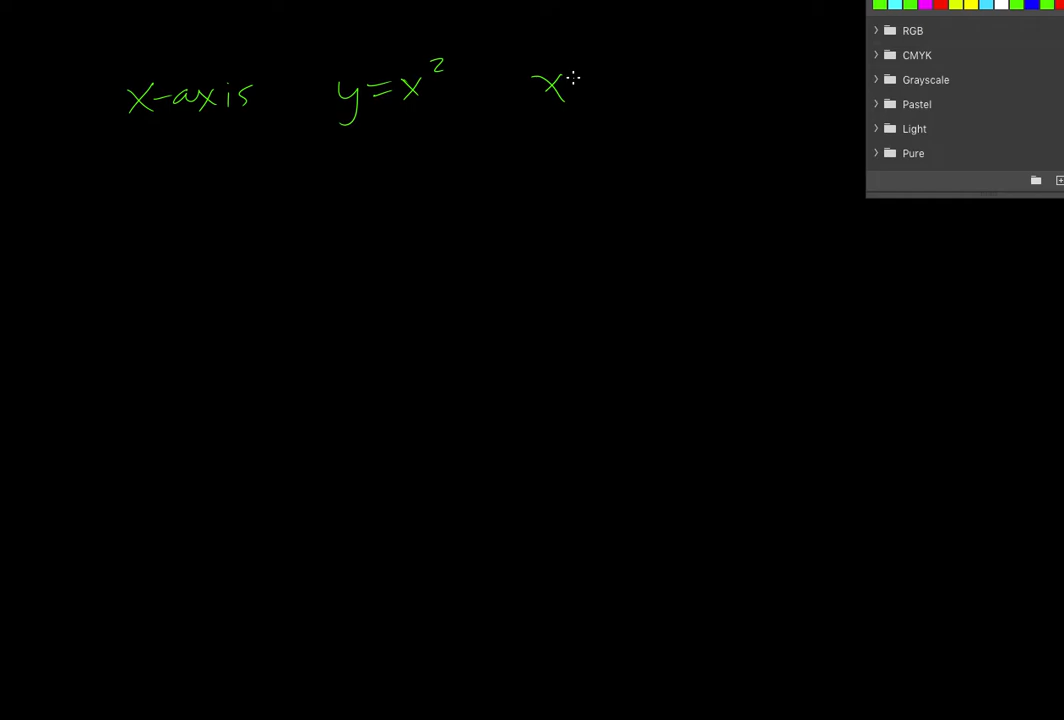 x-axis y=x² x
RGB
CMYK
Grayscale
Pastel
Light
Pure